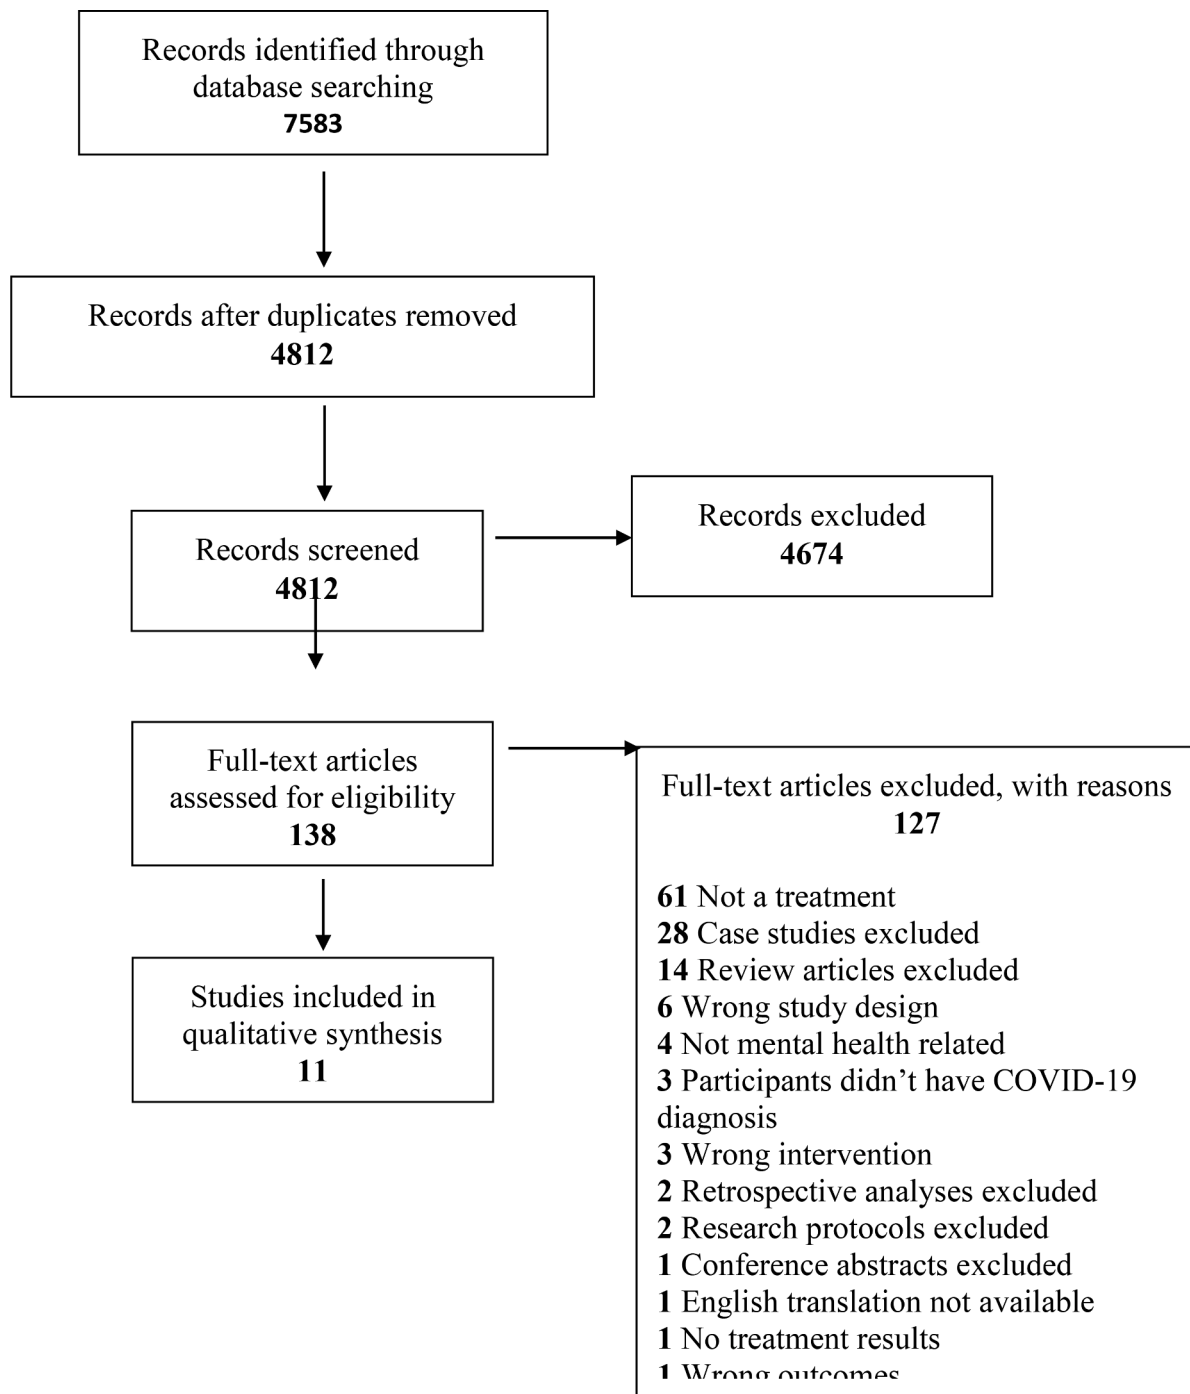 Records identified through
database searching
7583
Records after duplicates removed
4812
Records screened
4812
Records excluded
4674
Full-text articles
assessed for eligibility
138
Full-text articles excluded, with reasons
127
61 Not a treatment
28 Case studies excluded
14 Review articles excluded
6 Wrong study design
4 Not mental health related
3 Participants didn’t have COVID-19
diagnosis
3 Wrong intervention
2 Retrospective analyses excluded
2 Research protocols excluded
1 Conference abstracts excluded
1 English translation not available
1 No treatment results
1 Wrong outcomes
Studies included in
qualitative synthesis
11